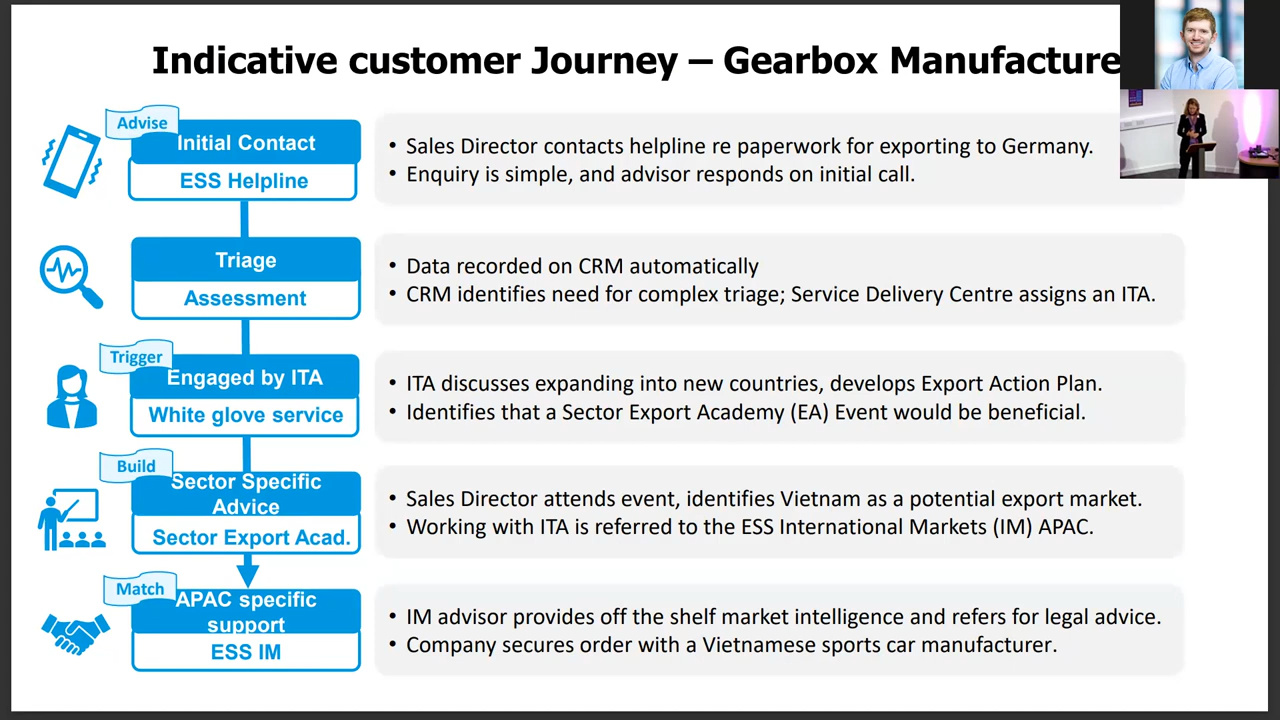 Indicative customer Journey – Gearbox Manufacture
Advise
Initial Contact
ESS Helpline
• Sales Director contacts helpline re paperwork for exporting to Germany.
• Enquiry is simple, and advisor responds on initial call.
Triage
Assessment
• Data recorded on CRM automatically
• CRM identifies need for complex triage; Service Delivery Centre assigns an ITA.
Trigger
Engaged by ITA
White glove service
• ITA discusses expanding into new countries, develops Export Action Plan.
• Identifies that a Sector Export Academy (EA) Event would be beneficial.
Build
Sector Specific
Advice
Sector Export Acad.
• Sales Director attends event, identifies Vietnam as a potential export market.
• Working with ITA is referred to the ESS International Markets (IM) APAC.
Match
APAC specific
support
ESS IM
• IM advisor provides off the shelf market intelligence and refers for legal advice.
• Company secures order with a Vietnamese sports car manufacturer.